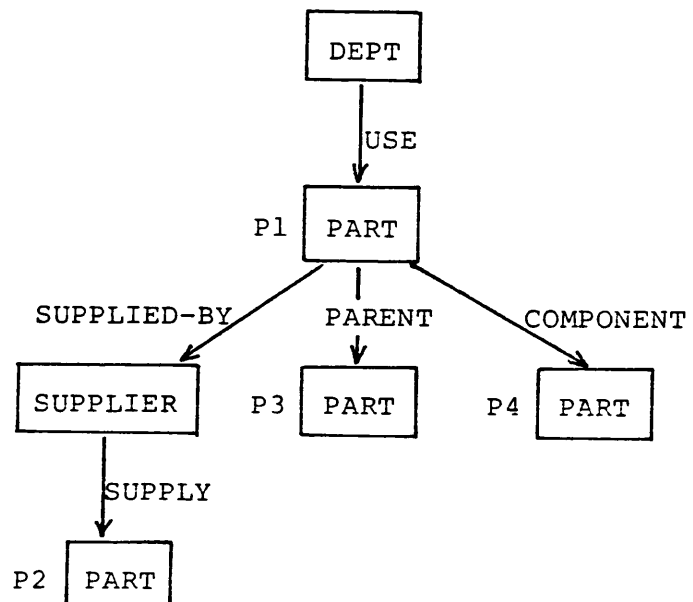 DEPT
USE
P1 PART
SUPPLIED-BY PARENT COMPONENT
SUPPLIER P3 PART P4 PART
SUPPLY
P2 PART